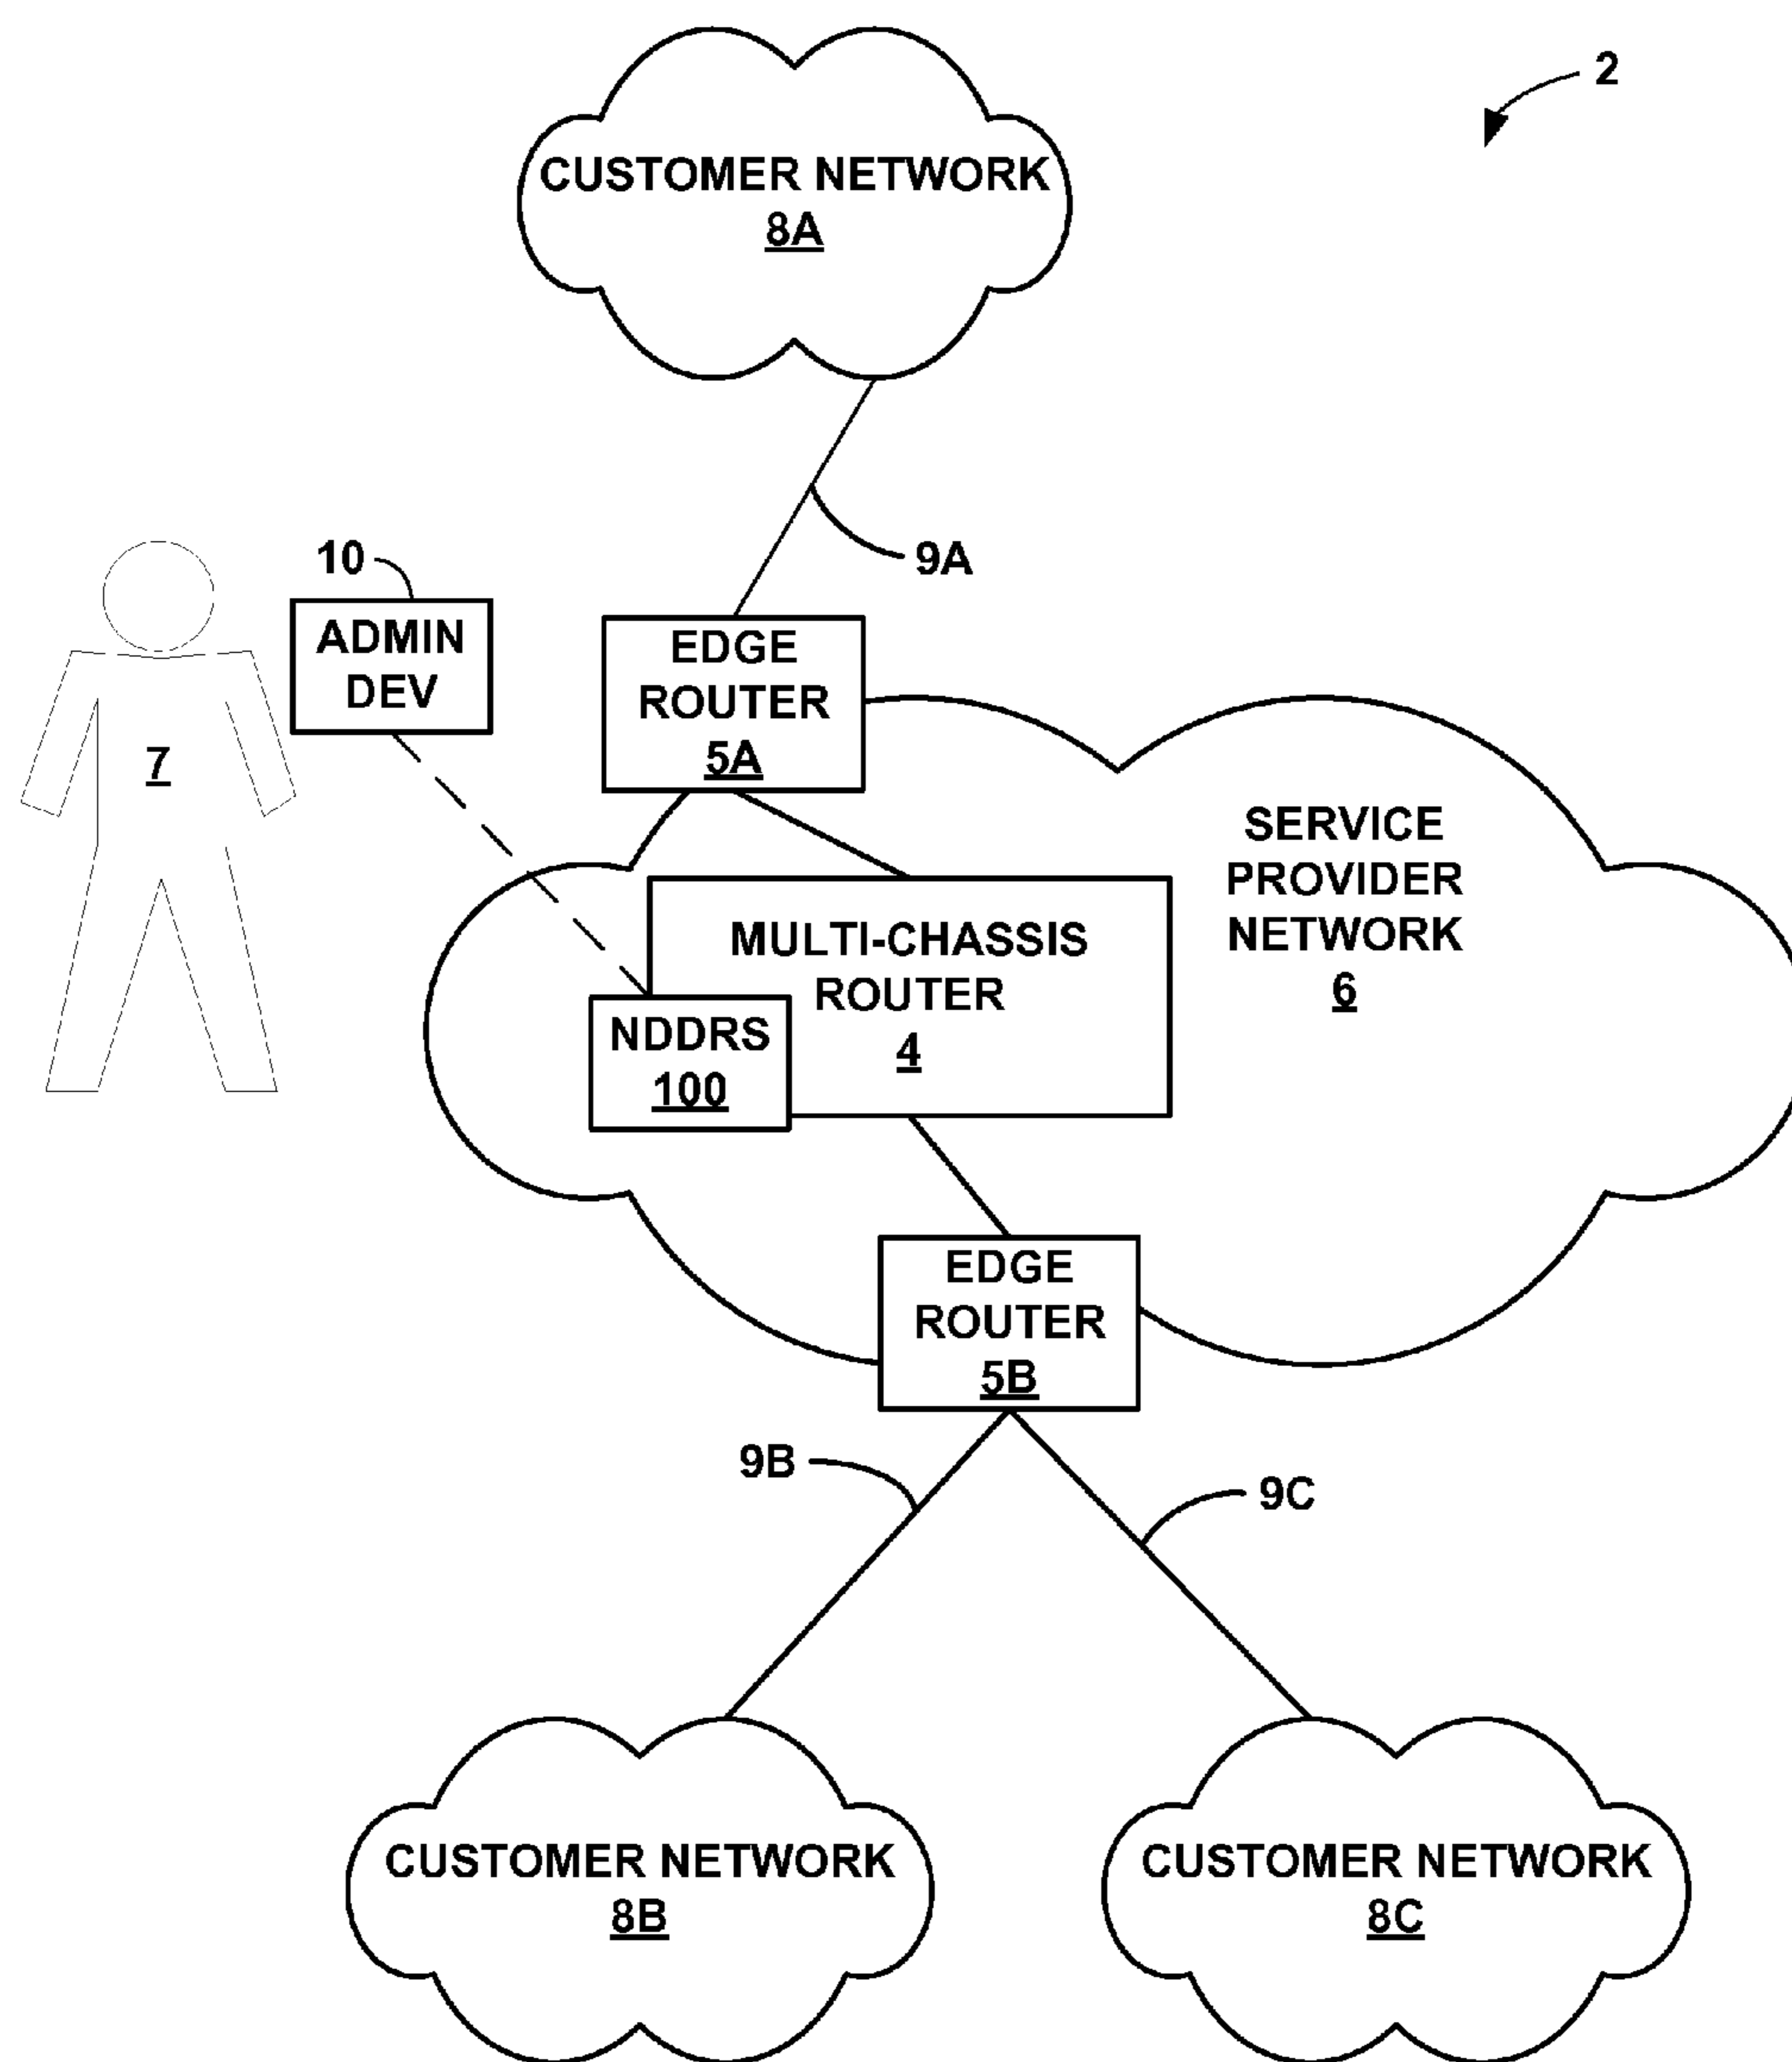 2
CUSTOMER NETWORK
8A
9A
10
ADMIN
DEV
7
EDGE
ROUTER
5A
SERVICE
PROVIDER
NETWORK
6
MULTI-CHASSIS
ROUTER
4
NDDRS
100
EDGE
ROUTER
5B
9B
9C
CUSTOMER NETWORK
8B
CUSTOMER NETWORK
8C